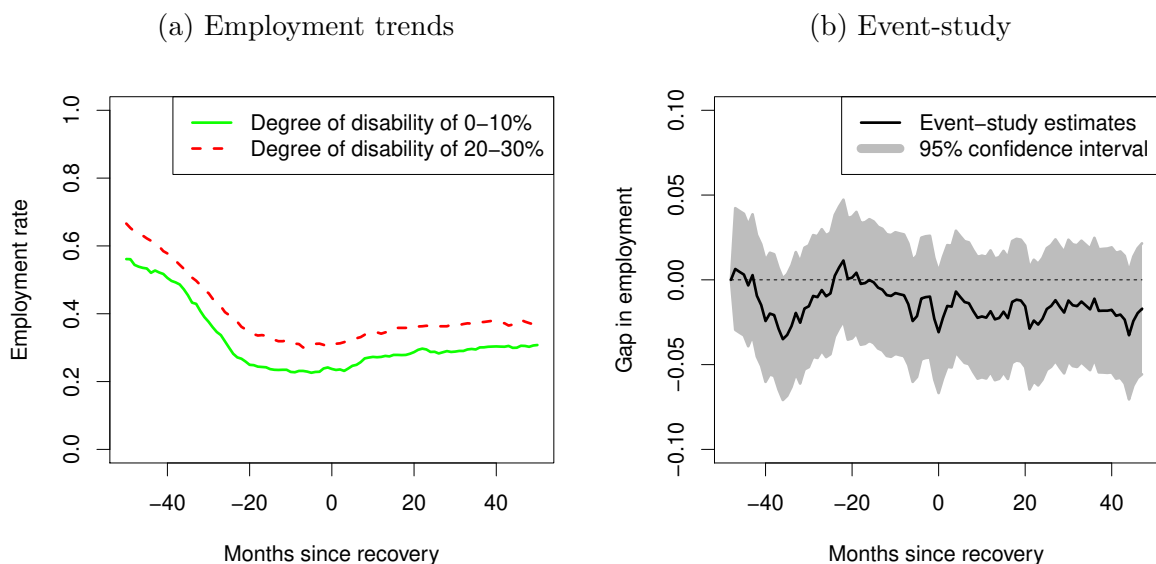 (a) Employment trends
1.0
0.8
0.6
0.4
0.2
0.0
Employment rate
Degree of disability of 0−10%
Degree of disability of 20−30%
−40 −20 0 20 40
Months since recovery
(b) Event-study
0.10
0.05
0.00
−0.05
−0.10
Gap in employment
Event−study estimates
95% confidence interval
−40 −20 0 20 40
Months since recovery